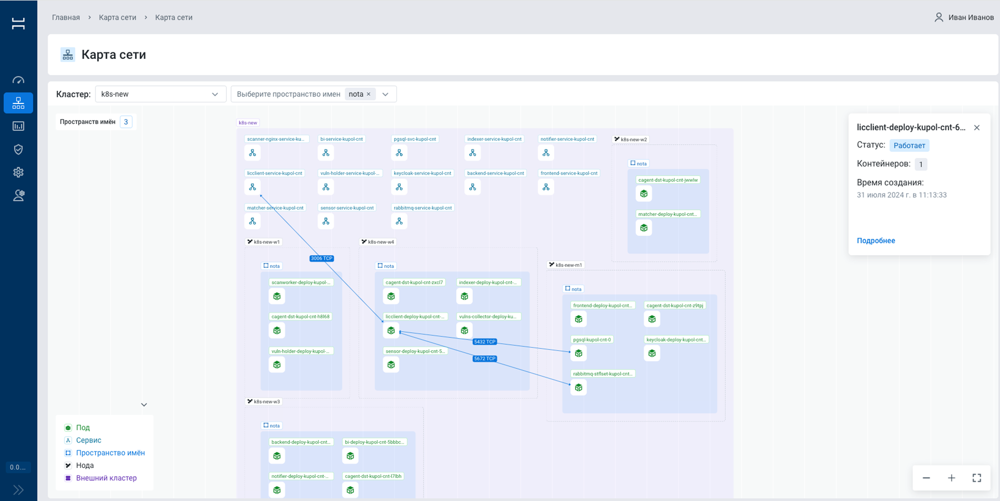 Главная > Карта сети > Карта сети
Иван Иванов
Карта сети
Кластер: k8s-new
Выберите пространство имен nota ×
Пространств имён 3
k8s-new
scanner-nginx-service-ku... bi-service-kupol-cnt pgsql-svc-kupol-cnt indexer-service-kupol-cnt notifier-service-kupol-cnt
licclient-service-kupol-cnt vuln-holder-service-kupol-... keycloak-service-kupol-cnt backend-service-kupol-cnt frontend-service-kupol-cnt
matcher-service-kupol-cnt sensor-service-kupol-cnt rabbitmq-service-kupol-cnt
k8s-new-w2
nota
cagent-dst-kupol-cnt-jwwlw
matcher-deploy-kupol-cnt...
k8s-new-w1
3006 TCP
nota
scanworker-deploy-kupol-...
cagent-dst-kupol-cnt-h8l68
vuln-holder-deploy-kupol-...
k8s-new-w4
nota
cagent-dst-kupol-cnt-zxcl7 indexer-deploy-kupol-cnt-...
licclient-deploy-kupol-cnt-... vulns-collector-deploy-ku...
sensor-deploy-kupol-cnt-5...
5432 TCP
5672 TCP
k8s-new-m1
nota
frontend-deploy-kupol-cnt... cagent-dst-kupol-cnt-z9tpj
pgsql-kupol-cnt-0 keycloak-deploy-kupol-cnt...
rabbitmq-stflset-kupol-cnt...
k8s-new-w3
nota
backend-deploy-kupol-cnt... bi-deploy-kupol-cnt-5bbbc...
notifier-deploy-kupol-cnt-... cagent-dst-kupol-cnt-l7lbh
licclient-deploy-kupol-cnt-6...
Статус: Работает
Контейнеров: 1
Время создания:
31 июля 2024 г. в 11:13:33
Подробнее
Под
Сервис
Пространство имён
Нода
Внешний кластер
0.0....